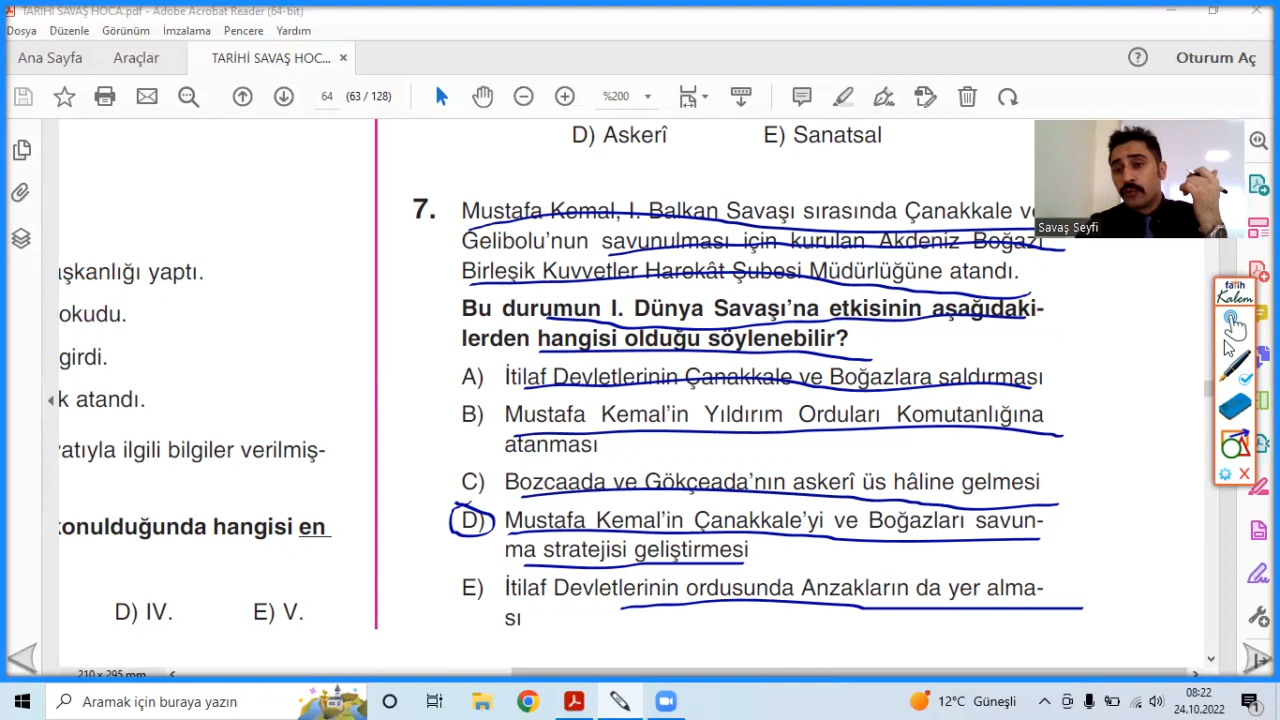 TARİHİ SAVAŞ HOCA.pdf - Adobe Acrobat Reader (64-bit)
Dosya Düzenle Görünüm İmzalama Pencere Yardım
Ana Sayfa Araçlar TARİHİ SAVAŞ HOC... × Oturum Aç
64 (63 / 128) %200
D) Askerî E) Sanatsal
Savaş Seyfi
7. Mustafa Kemal, I. Balkan Savaşı sırasında Çanakkale ve
Gelibolu'nun savunulması için kurulan Akdeniz Boğazı
Birleşik Kuvvetler Harekât Şubesi Müdürlüğüne atandı.
Bu durumun I. Dünya Savaşı'na etkisinin aşağıdaki-
lerden hangisi olduğu söylenebilir?
A) İtilaf Devletlerinin Çanakkale ve Boğazlara saldırması
B) Mustafa Kemal'in Yıldırım Orduları Komutanlığına
atanması
C) Bozcaada ve Gökçeada'nın askerî üs hâline gelmesi
D) Mustafa Kemal'in Çanakkale'yi ve Boğazları savun-
ma stratejisi geliştirmesi
E) İtilaf Devletlerinin ordusunda Anzakların da yer alma-
sı
aşkanlığı yaptı.
okudu.
girdi.
k atandı.
yatıyla ilgili bilgiler verilmiş-
konulduğunda hangisi en
D) IV. E) V.
fatih
Kalem
210 x 295 mm
Aramak için buraya yazın
12°C Güneşli
08:22
24.10.2022